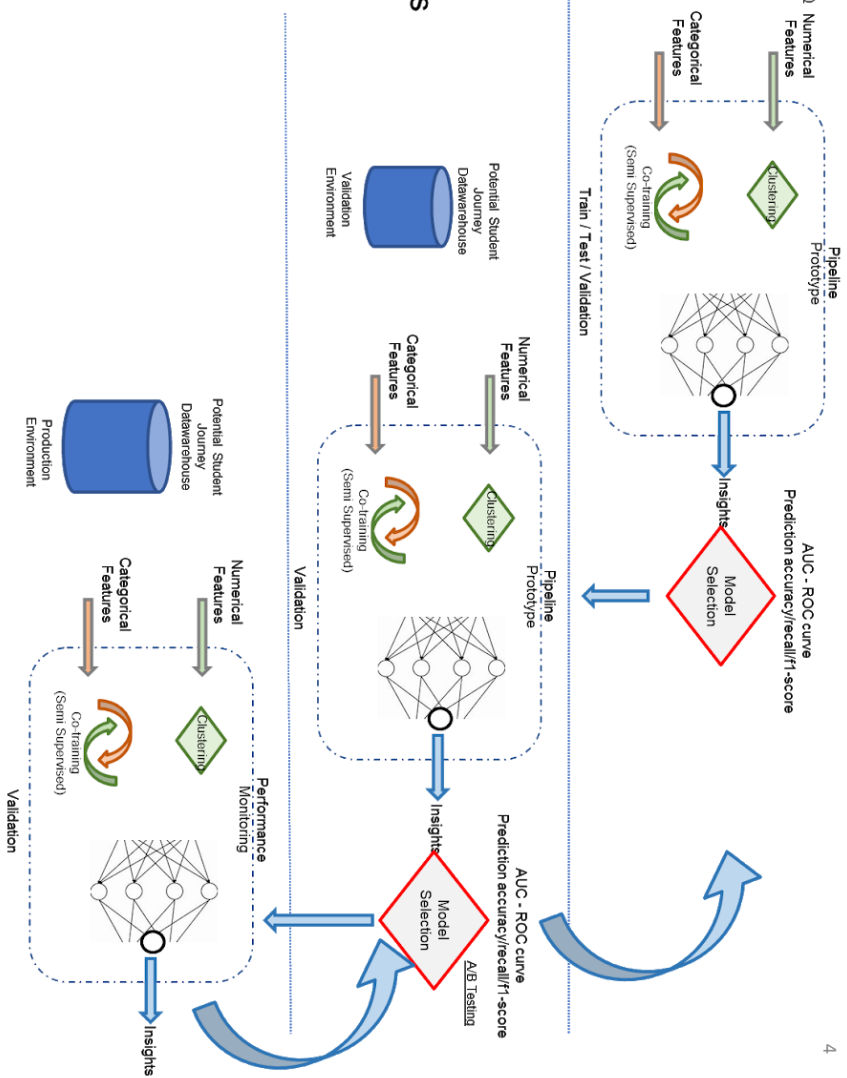 4
Numerical
Features
Categorical
Features
Pipeline
Prototype
Clustering
Co-training
(Semi Supervised)
Train / Test / Validation
Insights
AUC - ROC curve
Prediction accuracy/recall/f1-score
Model
Selection
Potential Student
Journey
Datawarehouse
Validation
Environment
Numerical
Features
Categorical
Features
Pipeline
Prototype
Clustering
Co-training
(Semi Supervised)
Validation
Insights
AUC - ROC curve
Prediction accuracy/recall/f1-score
Model
Selection
A/B Testing
Potential Student
Journey
Datawarehouse
Production
Environment
Numerical
Features
Categorical
Features
Performance
Monitoring
Clustering
Co-training
(Semi Supervised)
Validation
Insights